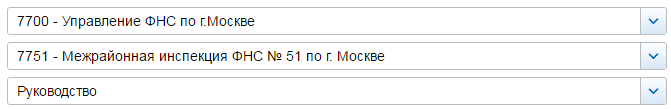 7700 - Управление ФНС по г.Москве
7751 - Межрайонная инспекция ФНС № 51 по г. Москве
Руководство